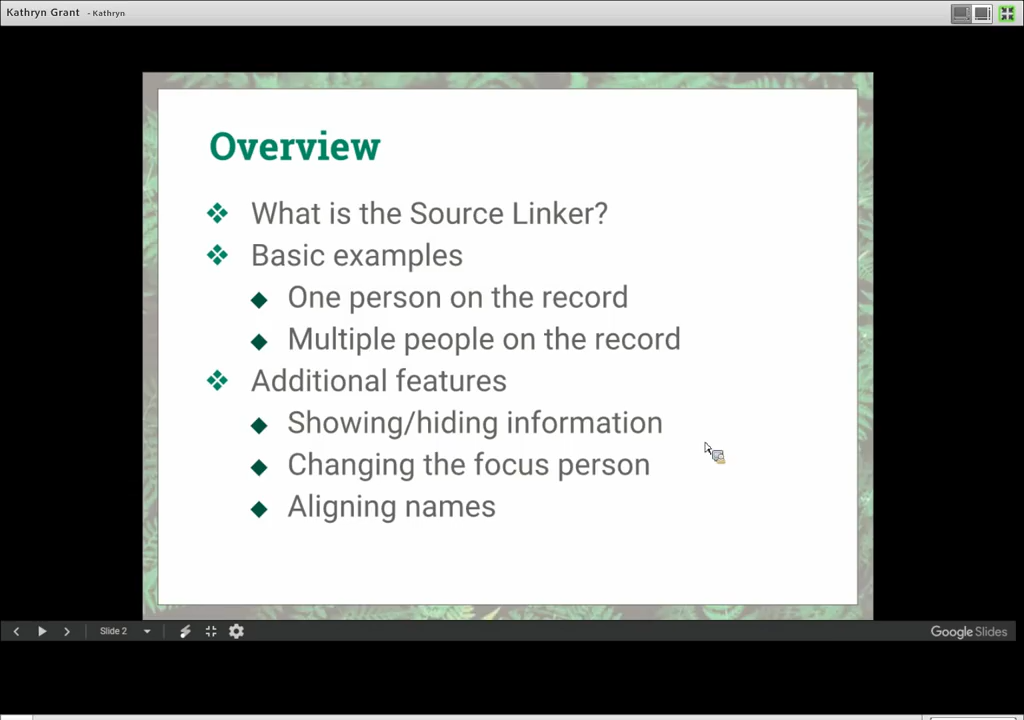 Kathryn Grant - Kathryn
Overview
What is the Source Linker?
Basic examples
One person on the record
Multiple people on the record
Additional features
Showing/hiding information
Changing the focus person
Aligning names
Slide 2
Google Slides